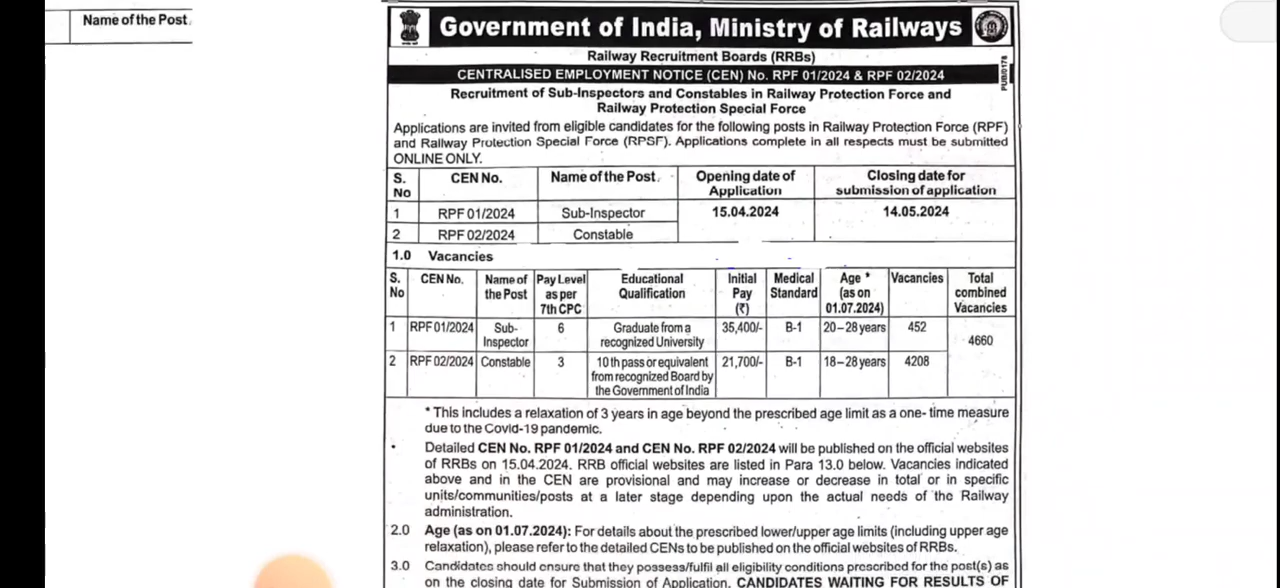 Name of the Post
Government of India, Ministry of Railways
Railway Recruitment Boards (RRBs)
CENTRALISED EMPLOYMENT NOTICE (CEN) No. RPF 01/2024 & RPF 02/2024
PUB/0178
Recruitment of Sub-Inspectors and Constables in Railway Protection Force and
Railway Protection Special Force
Applications are invited from eligible candidates for the following posts in Railway Protection Force (RPF)
and Railway Protection Special Force (RPSF). Applications complete in all respects must be submitted
ONLINE ONLY.
S. No CEN No. Name of the Post Opening date of Application Closing date for submission of application
1 RPF 01/2024 Sub-Inspector 15.04.2024 14.05.2024
2 RPF 02/2024 Constable
1.0 Vacancies
S. No CEN No. Name of the Post Pay Level as per 7th CPC Educational Qualification Initial Pay (₹) Medical Standard Age * (as on 01.07.2024) Vacancies Total combined Vacancies
1 RPF 01/2024 Sub-Inspector 6 Graduate from a recognized University 35,400/- B-1 20–28 years 452 4660
2 RPF 02/2024 Constable 3 10th pass or equivalent from recognized Board by the Government of India 21,700/- B-1 18–28 years 4208
* This includes a relaxation of 3 years in age beyond the prescribed age limit as a one- time measure
due to the Covid-19 pandemic.
• Detailed CEN No. RPF 01/2024 and CEN No. RPF 02/2024 will be published on the official websites
of RRBs on 15.04.2024. RRB official websites are listed in Para 13.0 below. Vacancies indicated
above and in the CEN are provisional and may increase or decrease in total or in specific
units/communities/posts at a later stage depending upon the actual needs of the Railway
administration.
2.0 Age (as on 01.07.2024): For details about the prescribed lower/upper age limits (including upper age
relaxation), please refer to the detailed CENs to be published on the official websites of RRBs.
3.0 Candidates should ensure that they possess/fulfil all eligibility conditions prescribed for the post(s) as
on the closing date for Submission of Application. CANDIDATES WAITING FOR RESULTS OF